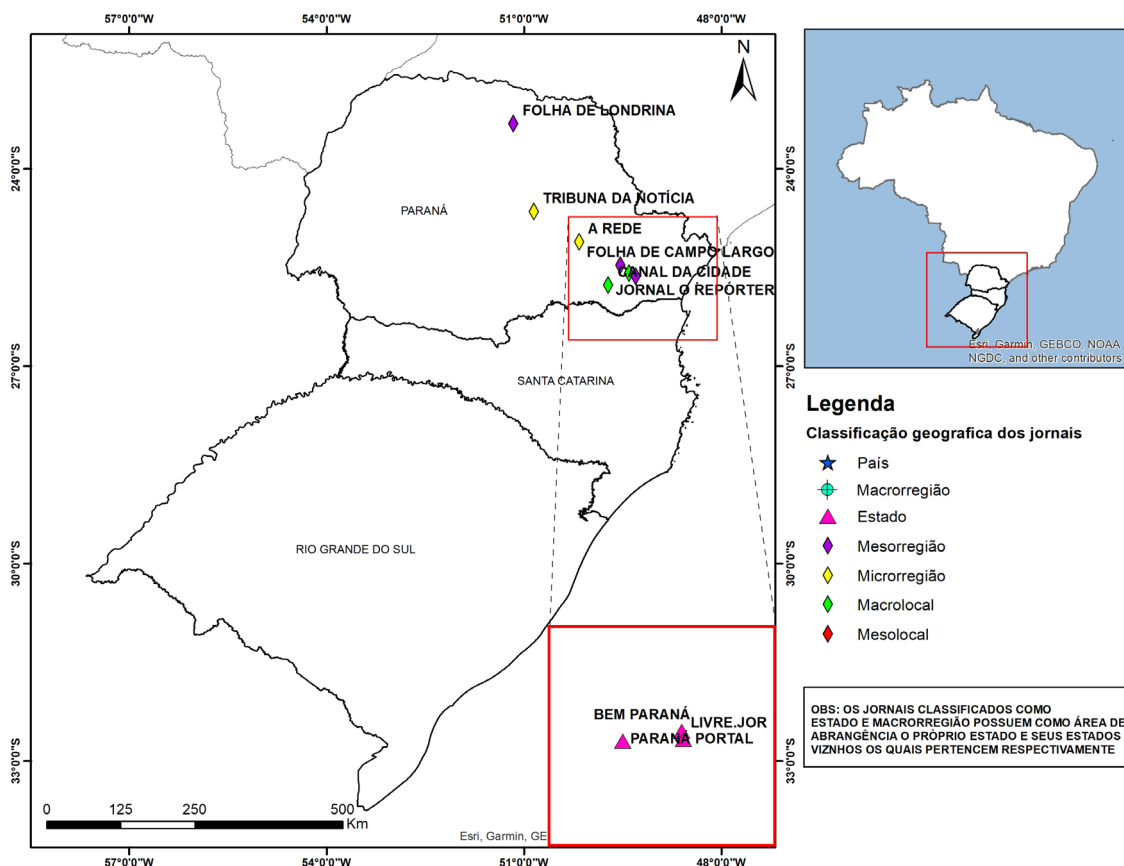 57°0'0"W
54°0'0"W
51°0'0"W
48°0'0"W
N
FOLHA DE LONDRINA
24°0'0"S
24°0'0"S
TRIBUNA DA NOTÍCIA
PARANÁ
A REDE
FOLHA DE CAMPO LARGO
CANAL DA CIDADE
JORNAL O REPÓRTER
27°0'0"S
27°0'0"S
SANTA CATARINA
RIO GRANDE DO SUL
30°0'0"S
30°0'0"S
BEM PARANÁ
LIVRE.JOR
PARANÁ PORTAL
33°0'0"S
33°0'0"S
0 125 250 500
Km
Esri, Garmin, GE
57°0'0"W
54°0'0"W
51°0'0"W
48°0'0"W
Esri, Garmin, GEBCO, NOAA
NGDC, and other contributors
Legenda
Classificação geografica dos jornais
País
Macrorregião
Estado
Mesorregião
Microrregião
Macrolocal
Mesolocal
OBS: OS JORNAIS CLASSIFICADOS COMO
ESTADO E MACRORREGIÃO POSSUEM COMO ÁREA DE
ABRANGÊNCIA O PRÒPRIO ESTADO E SEUS ESTADOS
VIZNHOS OS QUAIS PERTENCEM RESPECTIVAMENTE